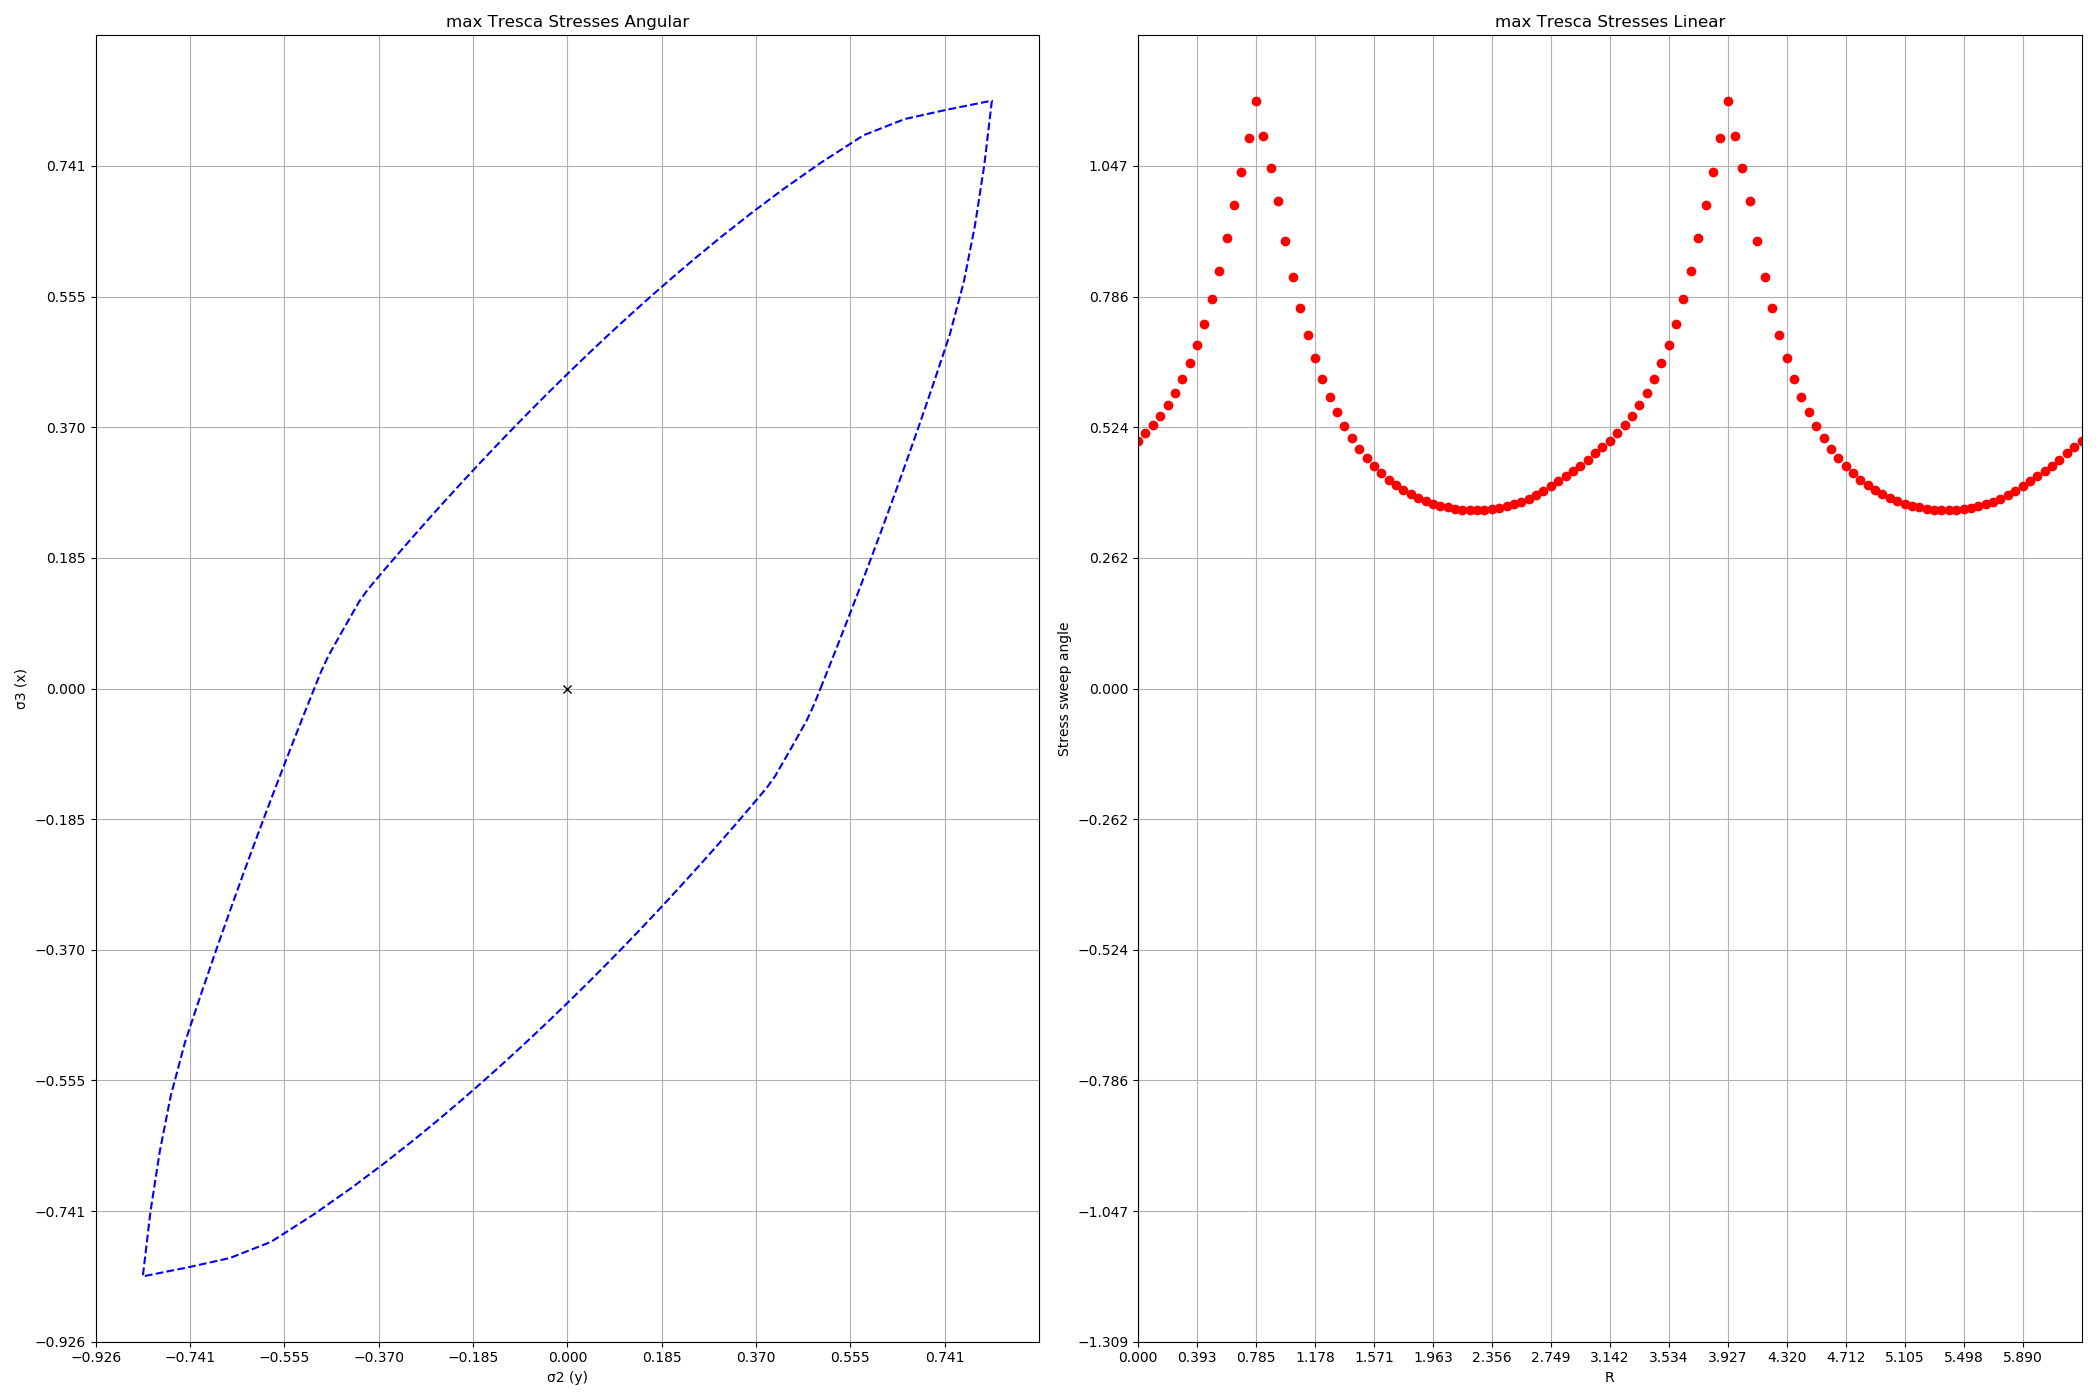 max Tresca Stresses Angular
0.741
0.555
0.370
0.185
0.000
−0.185
−0.370
−0.555
−0.741
−0.926
σ3 (x)
−0.926 −0.741 −0.555 −0.370 −0.185 0.000 0.185 0.370 0.555 0.741
σ2 (y)
max Tresca Stresses Linear
1.047
0.786
0.524
0.262
0.000
−0.262
−0.524
−0.786
−1.047
−1.309
Stress sweep angle
0.000 0.393 0.785 1.178 1.571 1.963 2.356 2.749 3.142 3.534 3.927 4.320 4.712 5.105 5.498 5.890
R